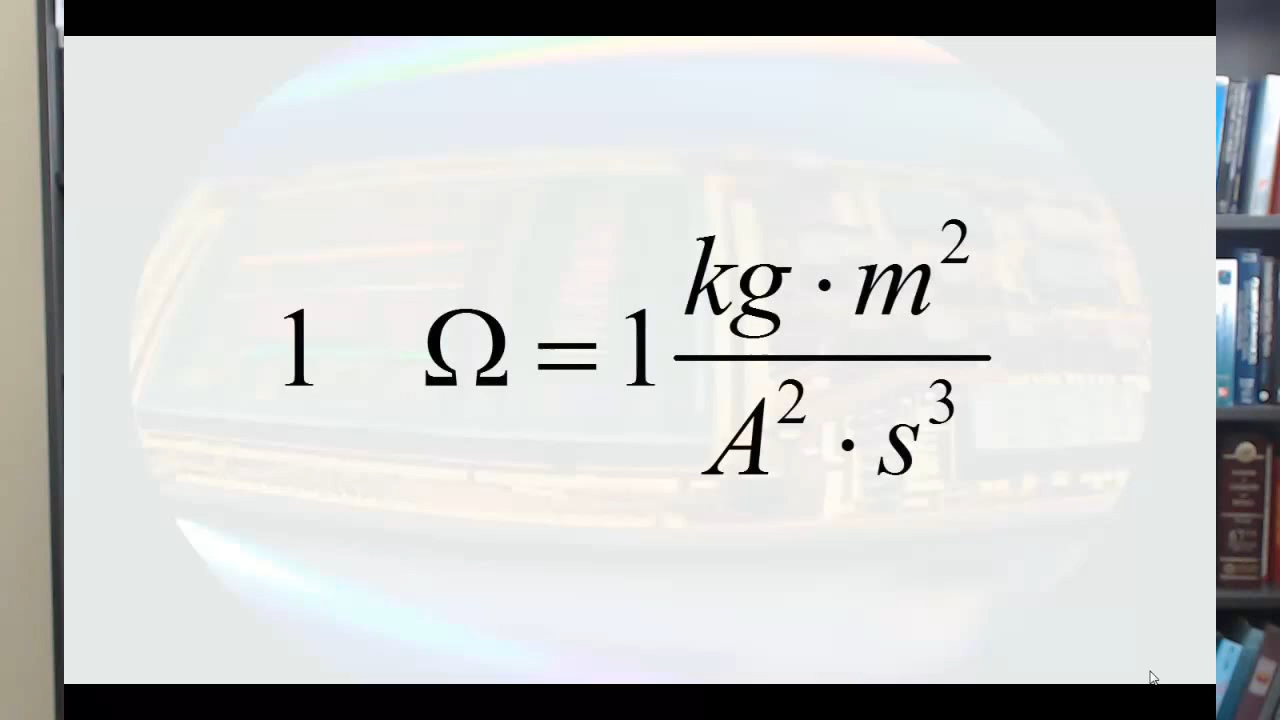 1 Ω = 1 kg · m² / A² · s³